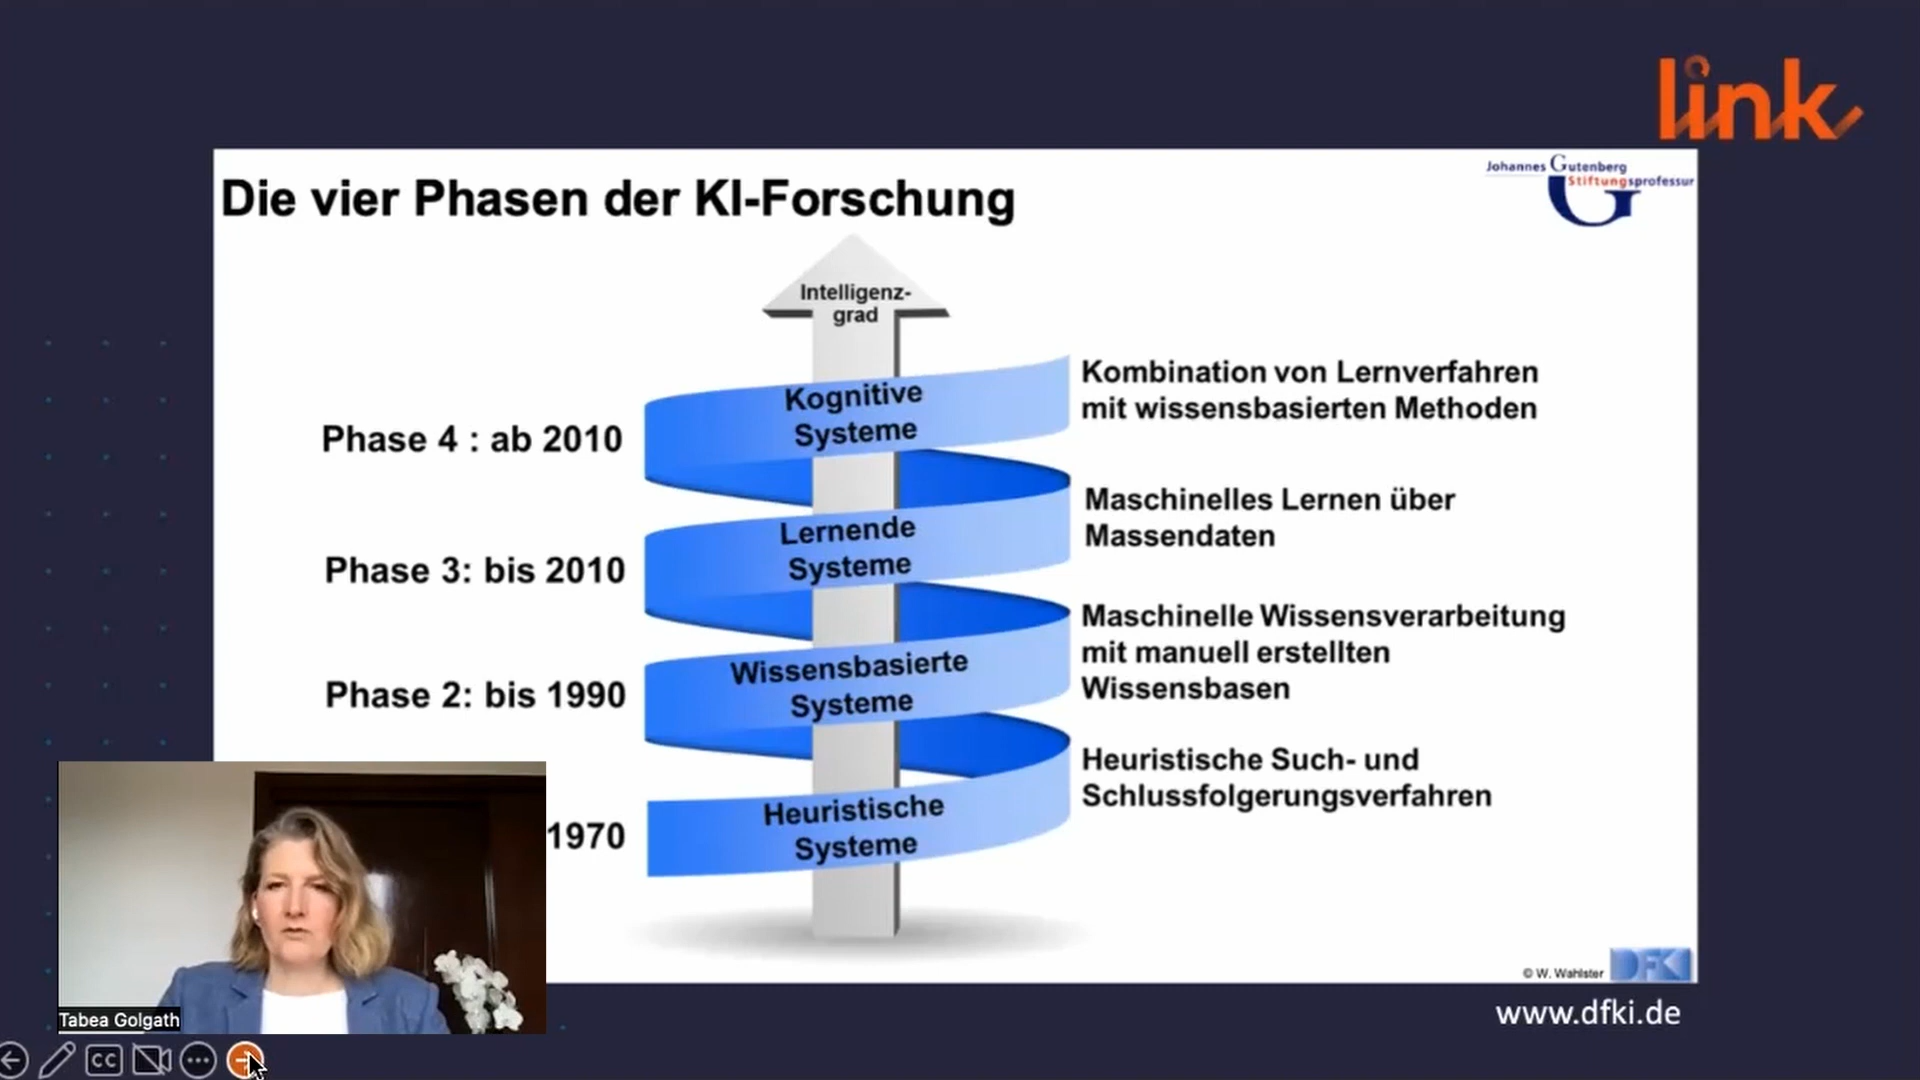 link
Johannes Gutenberg
Stiftungsprofessur
Die vier Phasen der KI-Forschung
Intelligenz-
grad
Phase 4 : ab 2010
Kognitive
Systeme
Kombination von Lernverfahren
mit wissensbasierten Methoden
Phase 3: bis 2010
Lernende
Systeme
Maschinelles Lernen über
Massendaten
Phase 2: bis 1990
Wissensbasierte
Systeme
Maschinelle Wissensverarbeitung
mit manuell erstellten
Wissensbasen
1970
Heuristische
Systeme
Heuristische Such- und
Schlussfolgerungsverfahren
© W. Wahlster
DFKI
www.dfki.de
Tabea Golgath
CC